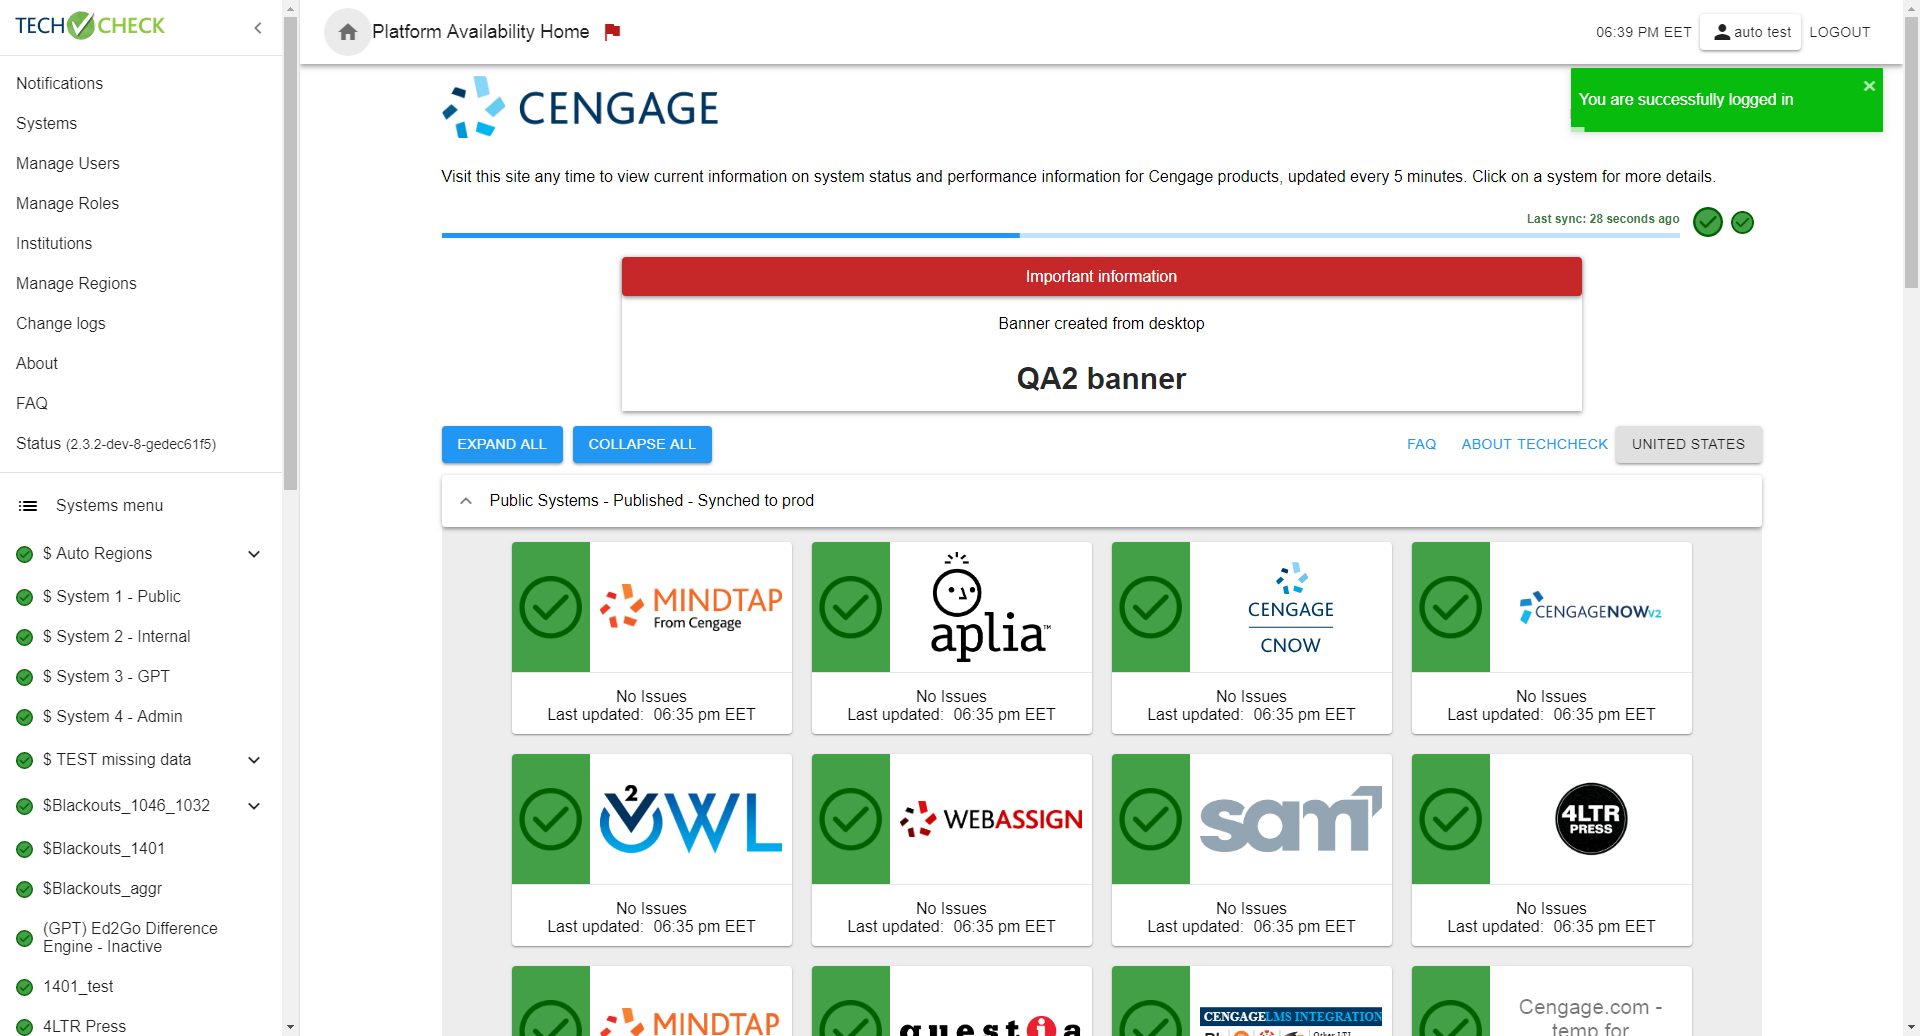 TECH CHECK
Notifications
Systems
Manage Users
Manage Roles
Institutions
Manage Regions
Change logs
About
FAQ
Status (2.3.2-dev-8-gedec61f5)
Systems menu
$ Auto Regions
$ System 1 - Public
$ System 2 - Internal
$ System 3 - GPT
$ System 4 - Admin
$ TEST missing data
$Blackouts_1046_1032
$Blackouts_1401
$Blackouts_aggr
(GPT) Ed2Go Difference
Engine - Inactive
1401_test
4LTR Press
Platform Availability Home
06:39 PM EET
auto test
LOGOUT
You are successfully logged in
CENGAGE
Visit this site any time to view current information on system status and performance information for Cengage products, updated every 5 minutes. Click on a system for more details.
Last sync: 28 seconds ago
Important information
Banner created from desktop
QA2 banner
EXPAND ALL
COLLAPSE ALL
FAQ
ABOUT TECHCHECK
UNITED STATES
Public Systems - Published - Synched to prod
MINDTAP
From Cengage
No Issues
Last updated: 06:35 pm EET
aplia™
No Issues
Last updated: 06:35 pm EET
CENGAGE
CNOW
No Issues
Last updated: 06:35 pm EET
CENGAGENOWv2
No Issues
Last updated: 06:35 pm EET
OWL V2
No Issues
Last updated: 06:35 pm EET
WEBASSIGN
No Issues
Last updated: 06:35 pm EET
sam
No Issues
Last updated: 06:35 pm EET
4LTR
PRESS
No Issues
Last updated: 06:35 pm EET
MINDTAP
questia
CENGAGE LMS INTEGRATION
Cengage.com -
temp for